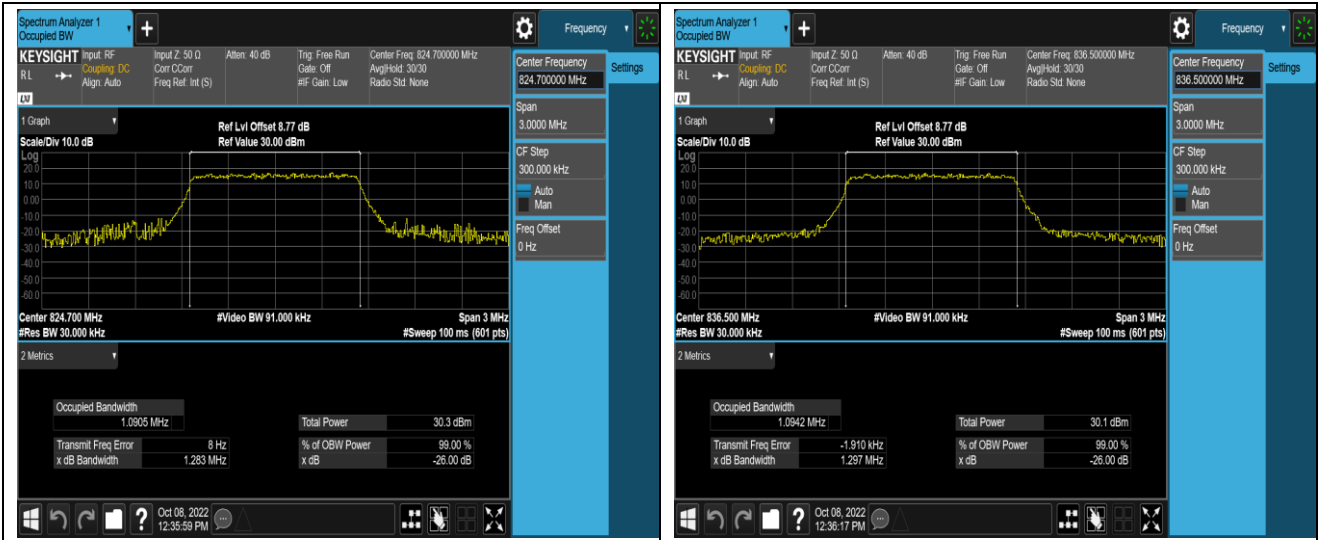 Spectrum Analyzer 1
Occupied BW
Frequency
KEYSIGHT Input: RF Input Z: 50 Ω Atten: 40 dB Trig: Free Run Center Freq: 824.700000 MHz
RL Coupling: DC Corr CCorr Gate: Off Avg|Hold: 30/30
Align: Auto Freq Ref: Int (S) #IF Gain: Low Radio Std: None
LXI
Center Frequency
824.700000 MHz
Settings
Span
3.0000 MHz
CF Step
300.000 kHz
Auto
Man
Freq Offset
0 Hz
1 Graph
Ref Lvl Offset 8.77 dB
Scale/Div 10.0 dB Ref Value 30.00 dBm
Log
20.0
10.0
0.00
-10.0
-20.0
-30.0
-40.0
-50.0
-60.0
Center 824.700 MHz #Video BW 91.000 kHz Span 3 MHz
#Res BW 30.000 kHz #Sweep 100 ms (601 pts)
2 Metrics
Occupied Bandwidth
1.0905 MHz Total Power 30.3 dBm
Transmit Freq Error 8 Hz % of OBW Power 99.00 %
x dB Bandwidth 1.283 MHz x dB -26.00 dB
Oct 08, 2022
12:35:59 PM
Spectrum Analyzer 1
Occupied BW
Frequency
KEYSIGHT Input: RF Input Z: 50 Ω Atten: 40 dB Trig: Free Run Center Freq: 836.500000 MHz
RL Coupling: DC Corr CCorr Gate: Off Avg|Hold: 30/30
Align: Auto Freq Ref: Int (S) #IF Gain: Low Radio Std: None
LXI
Center Frequency
836.500000 MHz
Settings
Span
3.0000 MHz
CF Step
300.000 kHz
Auto
Man
Freq Offset
0 Hz
1 Graph
Ref Lvl Offset 8.77 dB
Scale/Div 10.0 dB Ref Value 30.00 dBm
Log
20.0
10.0
0.00
-10.0
-20.0
-30.0
-40.0
-50.0
-60.0
Center 836.500 MHz #Video BW 91.000 kHz Span 3 MHz
#Res BW 30.000 kHz #Sweep 100 ms (601 pts)
2 Metrics
Occupied Bandwidth
1.0942 MHz Total Power 30.1 dBm
Transmit Freq Error -1.910 kHz % of OBW Power 99.00 %
x dB Bandwidth 1.297 MHz x dB -26.00 dB
Oct 08, 2022
12:36:17 PM